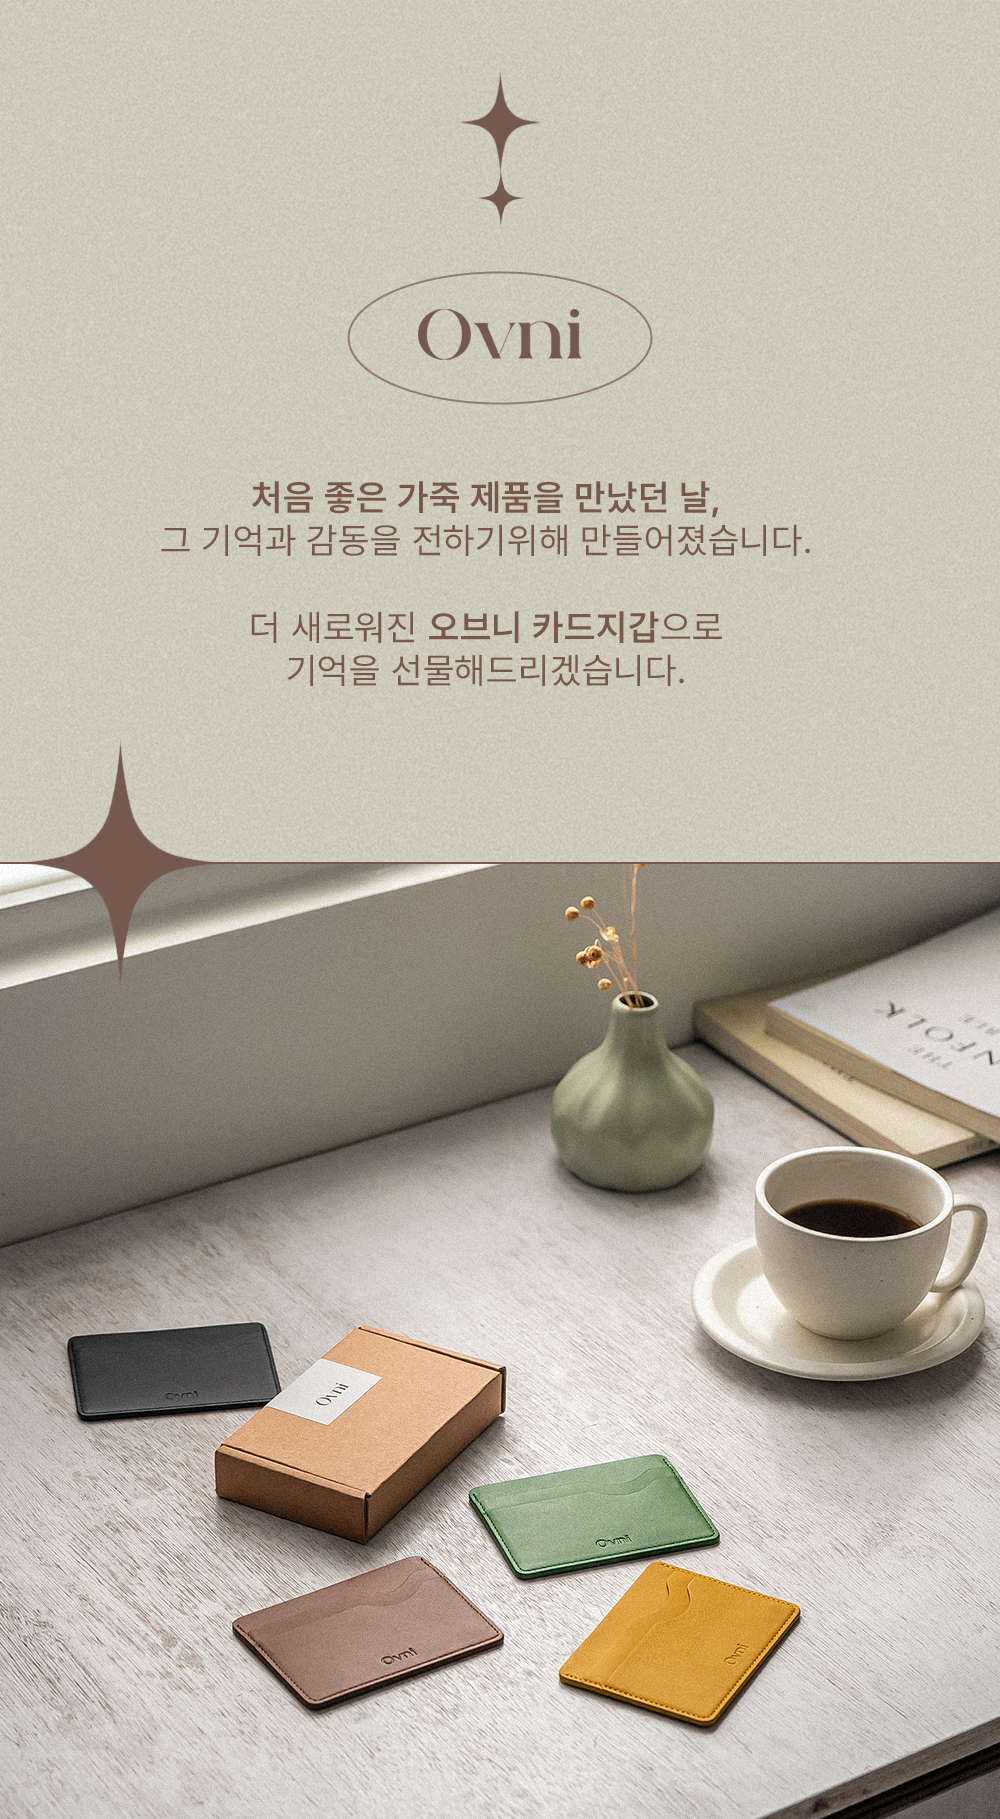 Ovni
처음 좋은 가죽 제품을 만났던 날,
그 기억과 감동을 전하기위해 만들어졌습니다.
더 새로워진 오브니 카드지갑으로
기억을 선물해드리겠습니다.
THE
NFOLK
BLE
Ovni
Ovni
Ovni
Ovni
Ovni